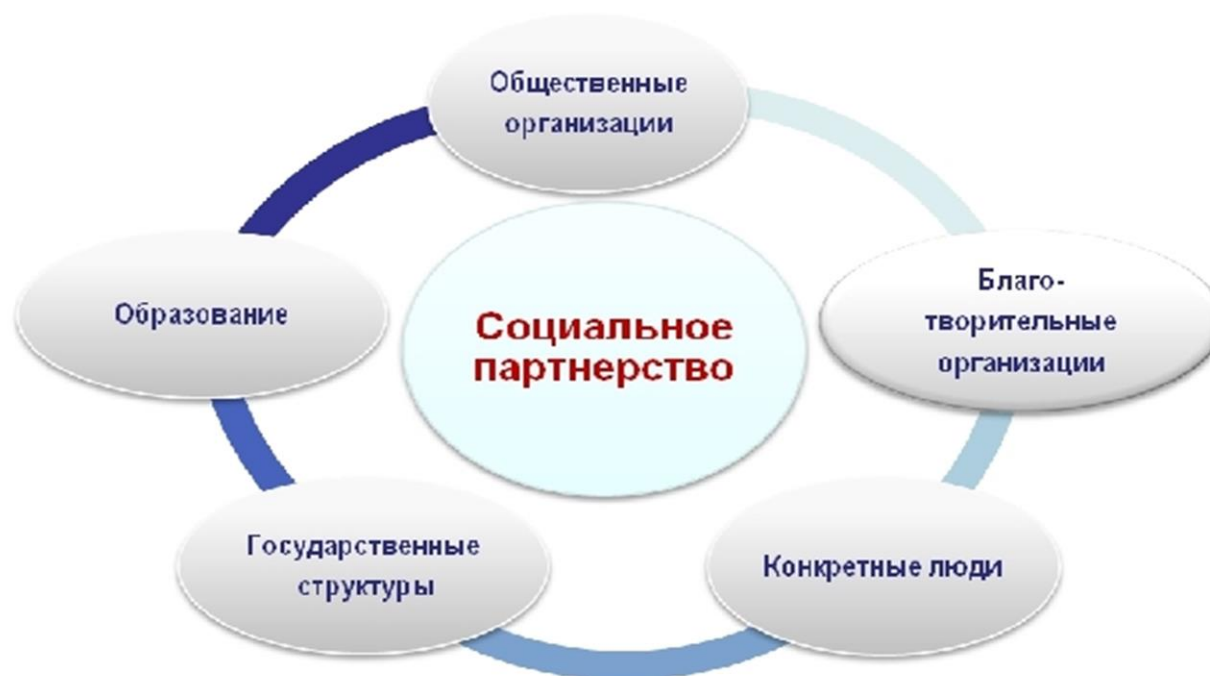 Общественные
организации
Благо-
творительные
организации
Конкретные люди
Государственные
структуры
Образование
Социальное
партнерство